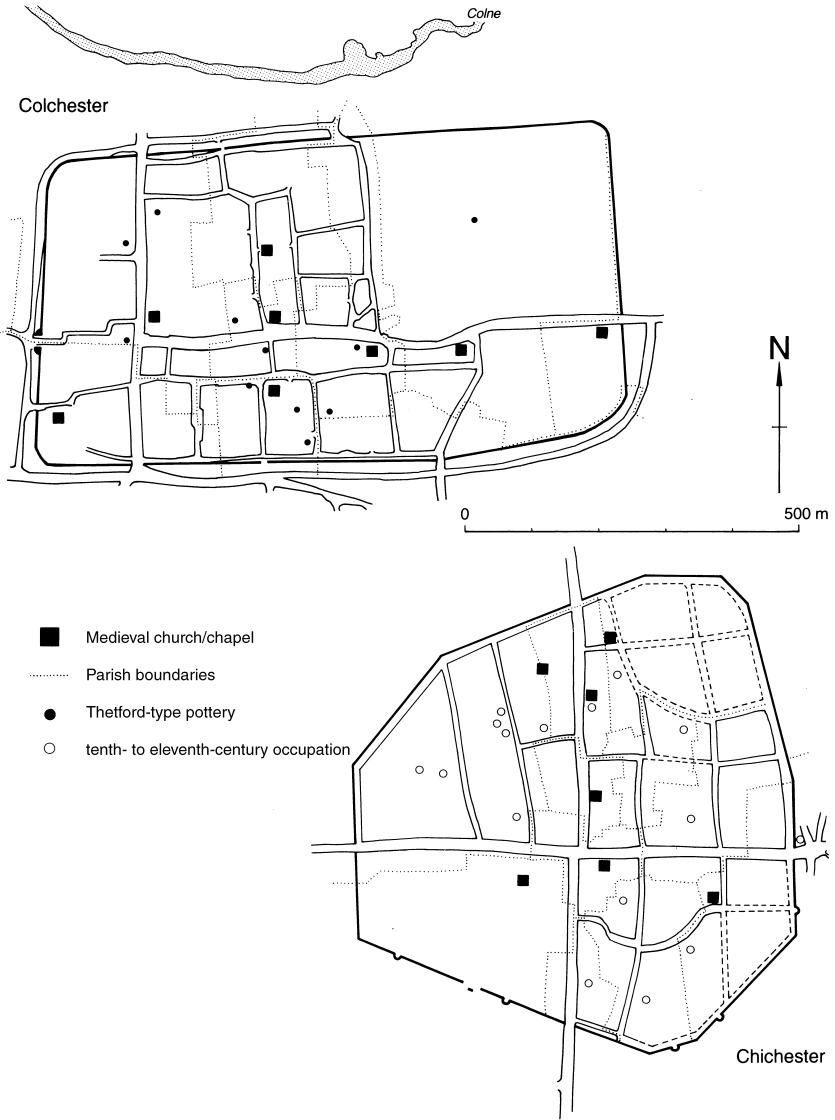 Colne
Colchester
N
0 500 m
Medieval church/chapel
Parish boundaries
Thetford-type pottery
tenth- to eleventh-century occupation
Chichester